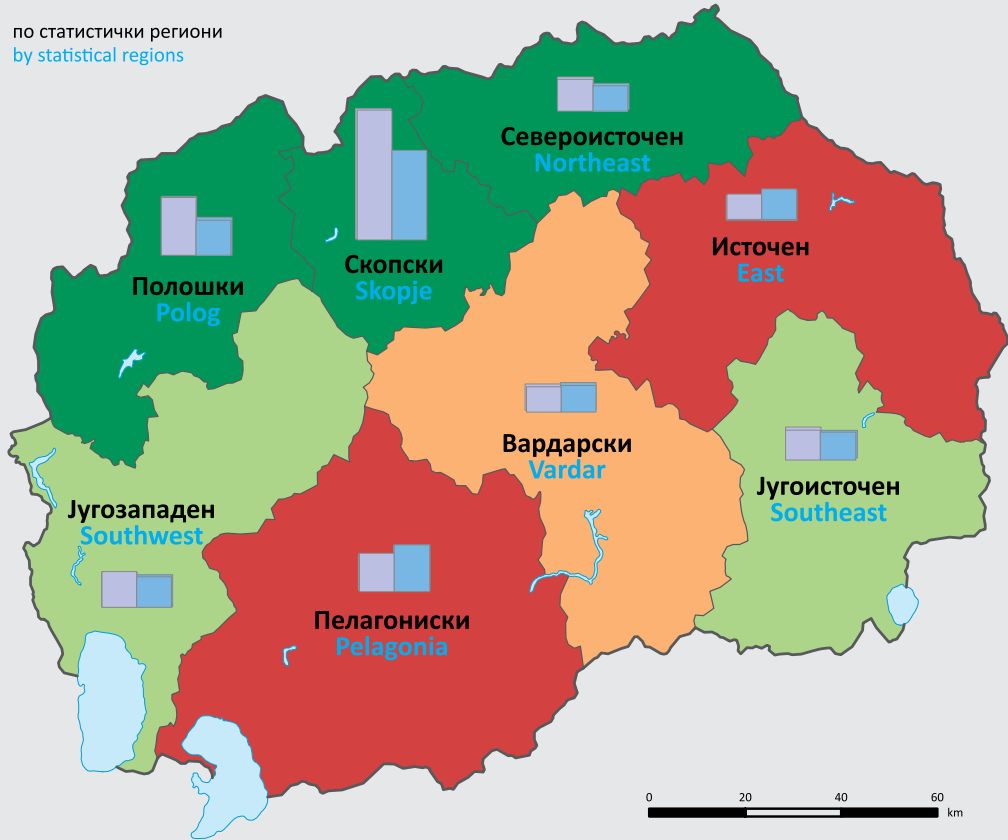 по статистички региони
by statistical regions
Североисточен
Northeast
Источен
East
Скопски
Skopje
Полошки
Polog
Вардарски
Vardar
Југоисточен
Southeast
Југозападен
Southwest
Пелагониски
Pelagonia
0 20 40 60
km